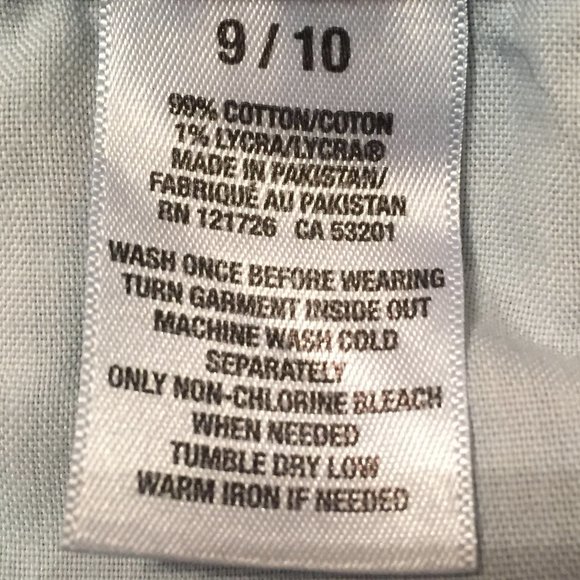 9 / 10
99% COTTON/COTON
1% LYCRA/LYCRA®
MADE IN PAKISTAN/
FABRIQUÉ AU PAKISTAN
RN 121726 CA 53201
WASH ONCE BEFORE WEARING
TURN GARMENT INSIDE OUT
MACHINE WASH COLD
SEPARATELY
ONLY NON-CHLORINE BLEACH
WHEN NEEDED
TUMBLE DRY LOW
WARM IRON IF NEEDED